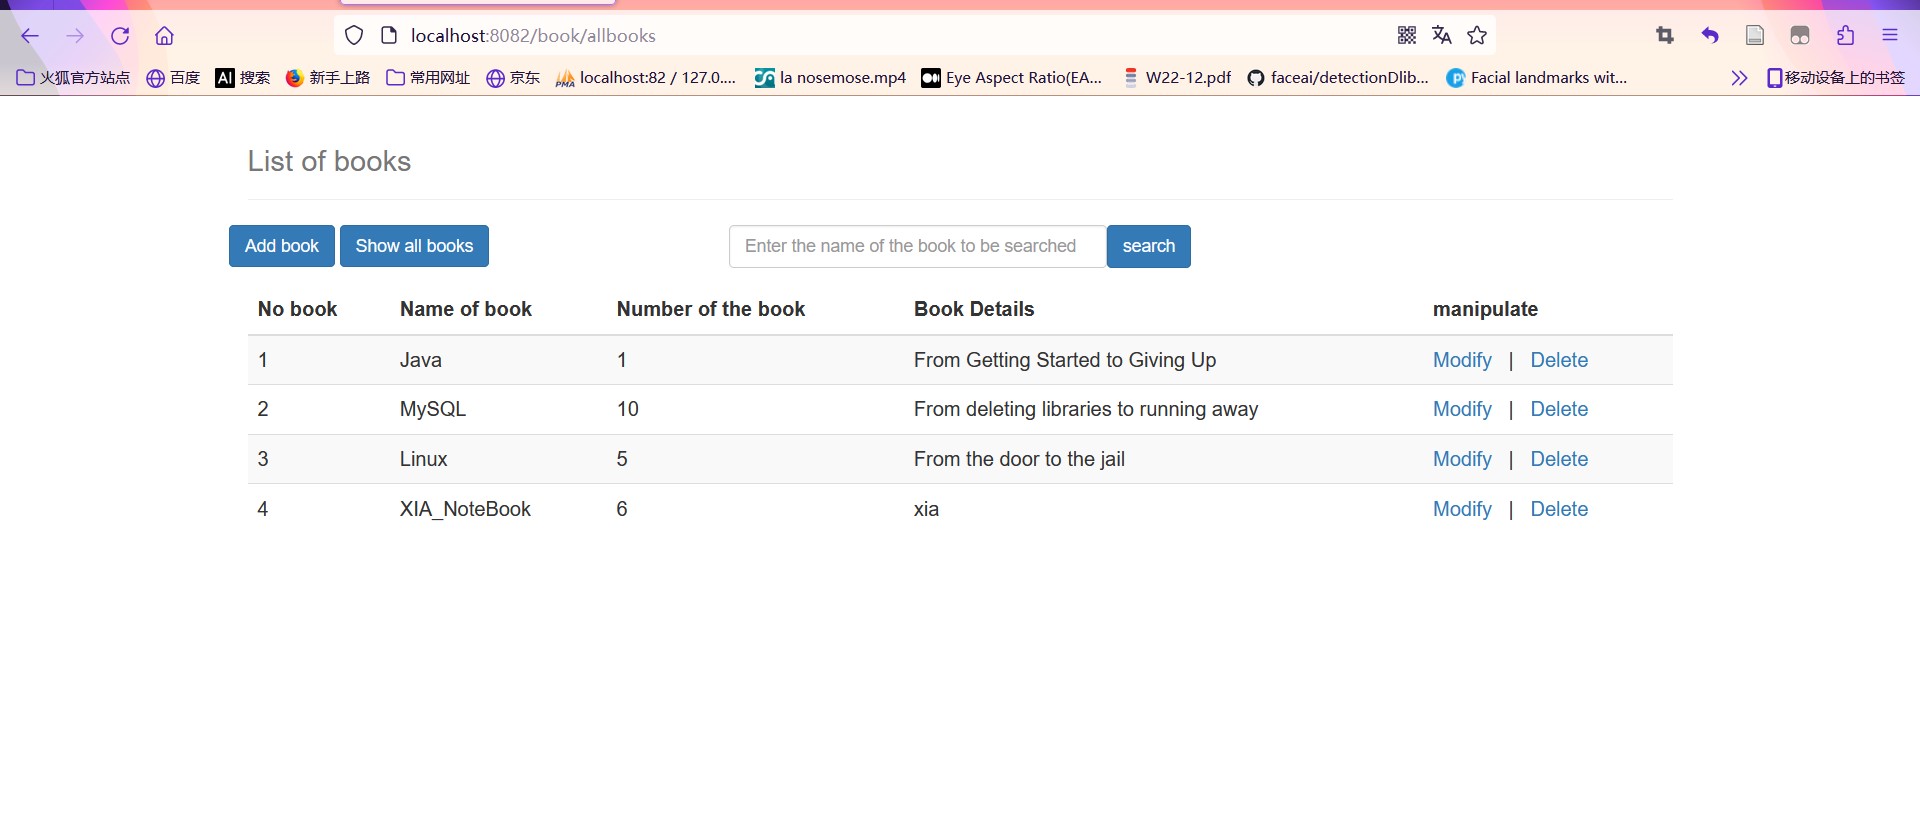 localhost:8082/book/allbooks
火狐官方站点 百度 AI 搜索 新手上路 常用网址 京东 PMA localhost:82 / 127.0.... la nosemose.mp4 Eye Aspect Ratio(EA... W22-12.pdf faceai/detectionDlib... Facial landmarks wit... 移动设备上的书签
List of books
Add book Show all books Enter the name of the book to be searched search
No book Name of book Number of the book Book Details manipulate
1 Java 1 From Getting Started to Giving Up Modify | Delete
2 MySQL 10 From deleting libraries to running away Modify | Delete
3 Linux 5 From the door to the jail Modify | Delete
4 XIA_NoteBook 6 xia Modify | Delete